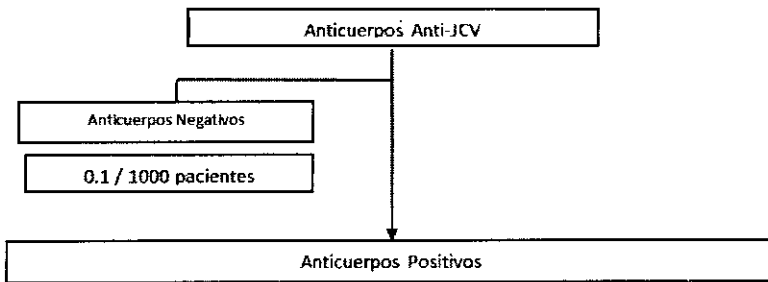 Anticuerpos Anti-JCV
Anticuerpos Negativos
0.1 / 1000 pacientes
Anticuerpos Positivos